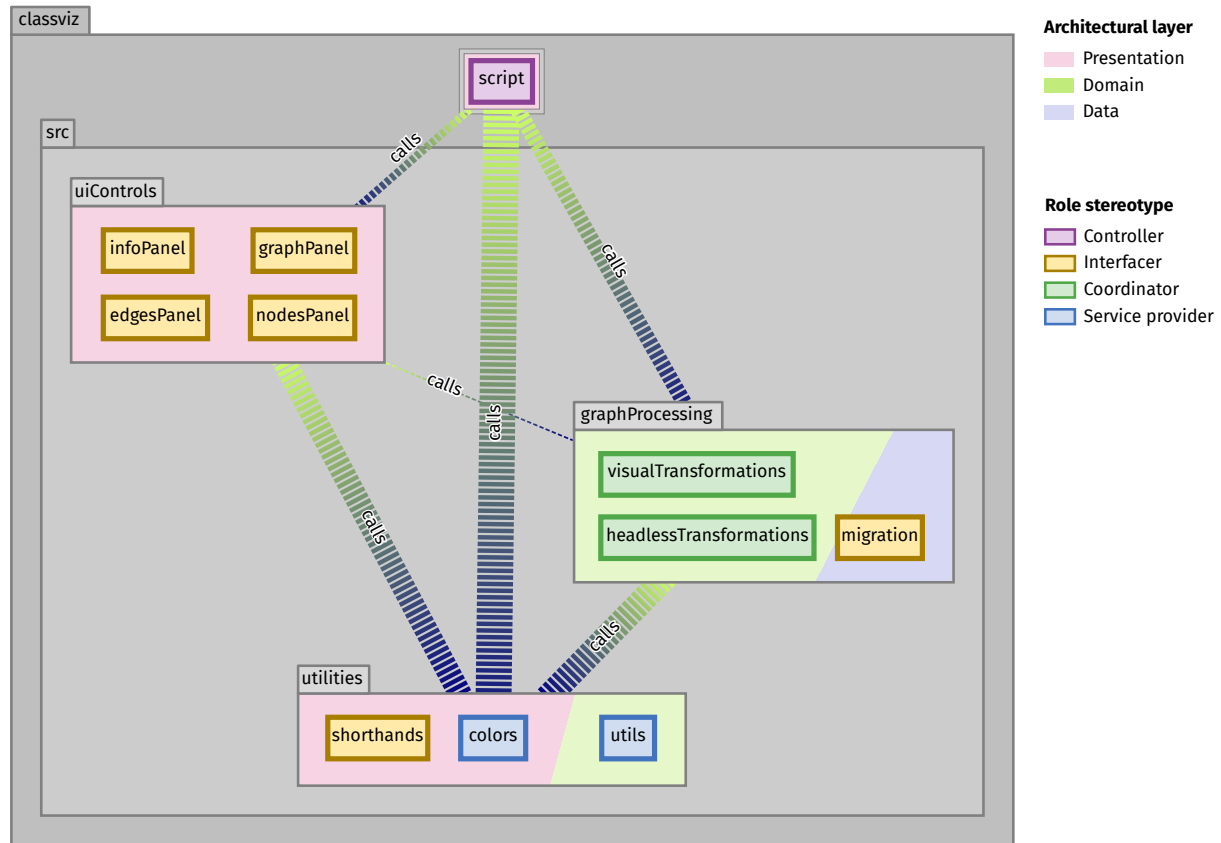 classviz
script
calls
src
uiControls
infoPanel
graphPanel
edgesPanel
nodesPanel
calls
calls
graphProcessing
calls
visualTransformations
headlessTransformations
migration
calls
calls
utilities
shorthands
colors
utils
Architectural layer
Presentation
Domain
Data
Role stereotype
Controller
Interfacer
Coordinator
Service provider